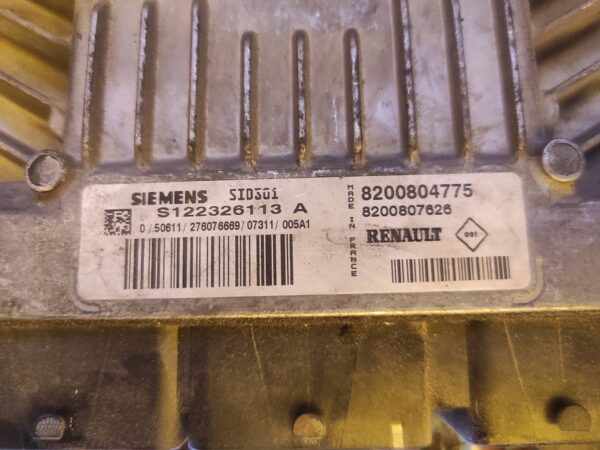 SIEMENS SID301
S122326113 A
0 /.50611/ 276076669/ 07311/ 005A1
MADE IN FRANCE
8200804775
8200807626
RENAULT 001